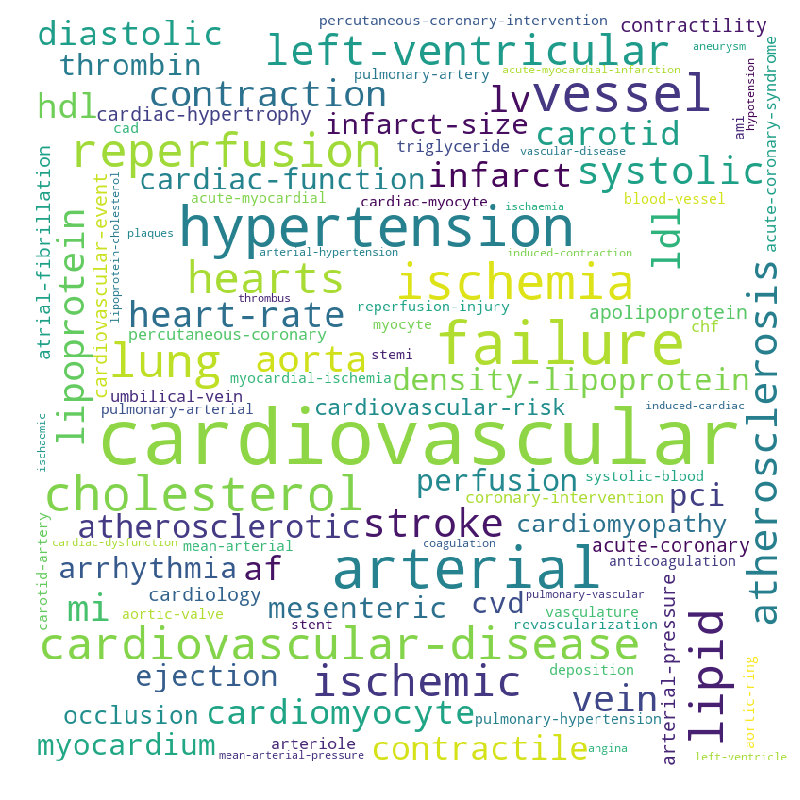 percutaneous-coronary-intervention
contractility
diastolic
left-ventricular
aneurysm
thrombin
pulmonary-artery
acute-myocardial-infarction
acute-coronary-syndrome
hypotension
contraction
lv
vessel
hdl
cardiac-hypertrophy
infarct-size
ami
cad
carotid
reperfusion
triglyceride
vascular-disease
cardiac-function
infarct
systolic
atrial-fibrillation
cardiovascular-event
lipoprotein-cholesterol
acute-myocardial
cardiac-myocyte
ischaemia
blood-vessel
lipoprotein
plaques
hypertension
ldl
arterial-hypertension
induced-contraction
hearts
ischemia
atherosclerosis
thrombus
heart-rate
reperfusion-injury
apolipoprotein
percutaneous-coronary
myocyte
chf
failure
lung
aorta
stemi
myocardial-ischemia
density-lipoprotein
umbilical-vein
pulmonary-arterial
cardiovascular-risk
induced-cardiac
cardiovascular
ischcemic
perfusion
systolic-blood
cholesterol
coronary-intervention
pci
atherosclerotic
stroke
cardiomyopathy
carotid-artery
cardiac-dysfunction
mean-arterial
coagulation
acute-coronary
arrhythmia
af
arterial
anticoagulation
cardiology
mesenteric
cvd
pulmonary-vascular
mi
aortic-valve
vasculature
stent
revascularization
arterial-pressure
cardiovascular-disease
lipid
ejection
ischemic
deposition
aortic-ring
vein
occlusion
cardiomyocyte
pulmonary-hypertension
myocardium
arteriole
contractile
angina
mean-arterial-pressure
left-ventricle